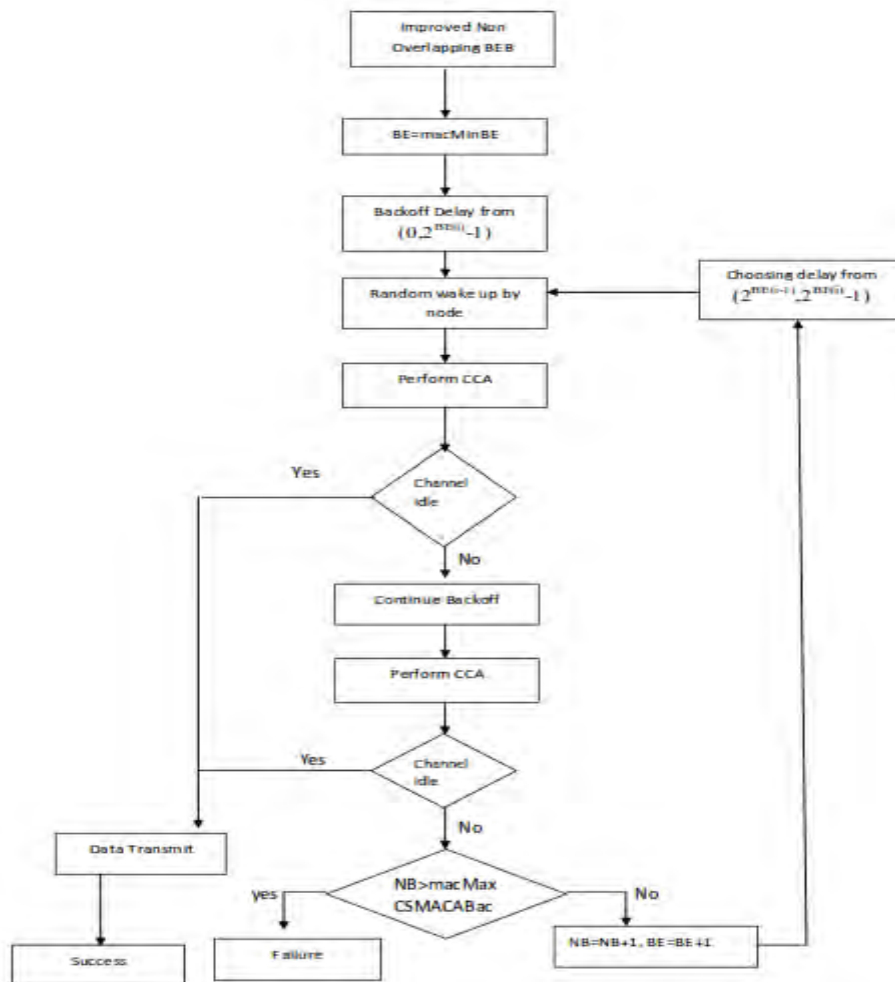 Improved Non
Overlapping BEB
BE=macMinBE
Backoff Delay from
(0,2^BE(i)-1)
Random wake up by
node
Choosing delay from
(2^BE(i-1),2^BE(i)-1)
Perform CCA
Yes
Channel
idle
No
Continue Backoff
Perform CCA
Yes
Channel
idle
No
Data Transmit
yes
NB>macMax
CSMACABac
No
Success
Failure
NB=NB+1, BE=BE+1